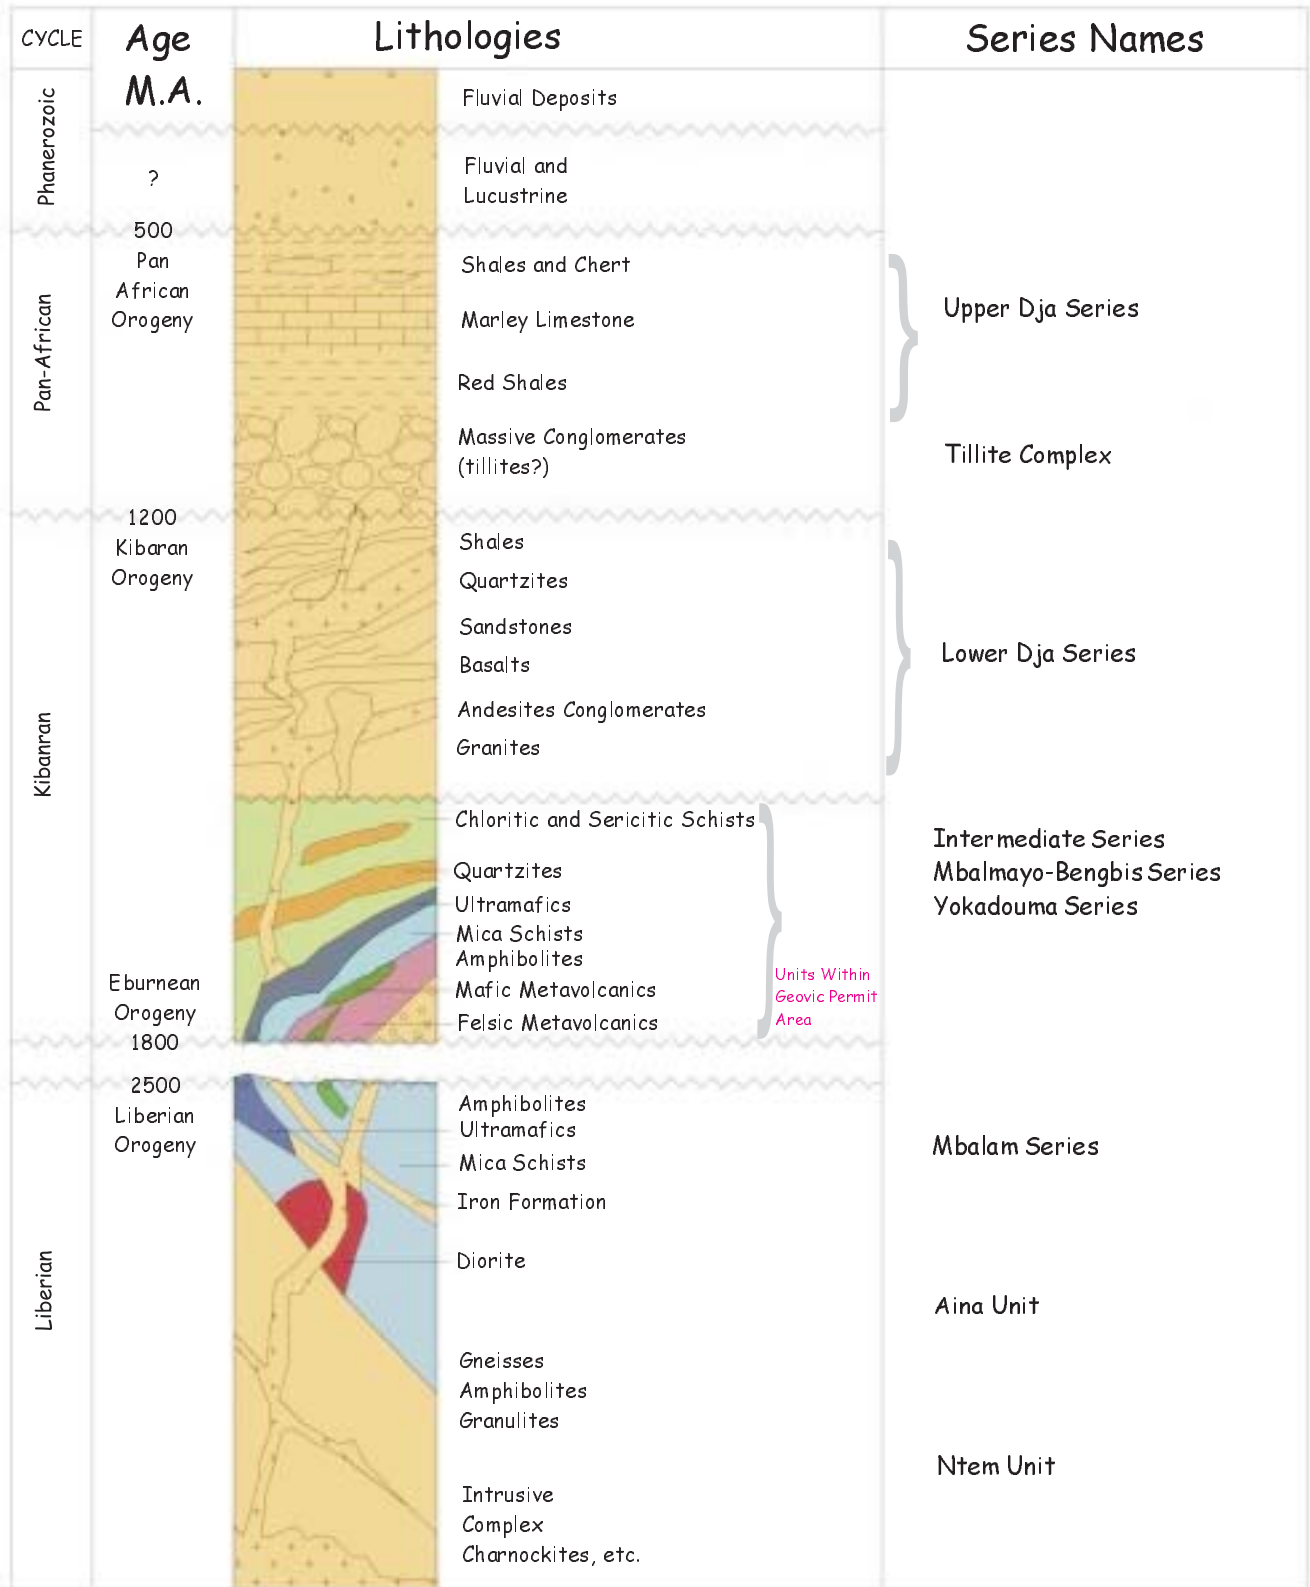 CYCLE
Age
M.A.
Lithologies
Series Names
Phanerozoic
Fluvial Deposits
?
Fluvial and
Lucustrine
Pan-African
500
Pan
African
Orogeny
Shales and Chert
Marley Limestone
Red Shales
Upper Dja Series
Massive Conglomerates
(tillites?)
Tillite Complex
Kibanran
1200
Kibaran
Orogeny
Shales
Quartzites
Sandstones
Basalts
Andesites Conglomerates
Granites
Lower Dja Series
Chloritic and Sericitic Schists
Quartzites
Ultramafics
Mica Schists
Amphibolites
Mafic Metavolcanics
Felsic Metavolcanics
Units Within
Geovic Permit
Area
Intermediate Series
Mbalmayo-Bengbis Series
Yokadouma Series
Eburnean
Orogeny
1800
Liberian
2500
Liberian
Orogeny
Amphibolites
Ultramafics
Mica Schists
Iron Formation
Diorite
Mbalam Series
Aina Unit
Gneisses
Amphibolites
Granulites
Ntem Unit
Intrusive
Complex
Charnockites, etc.